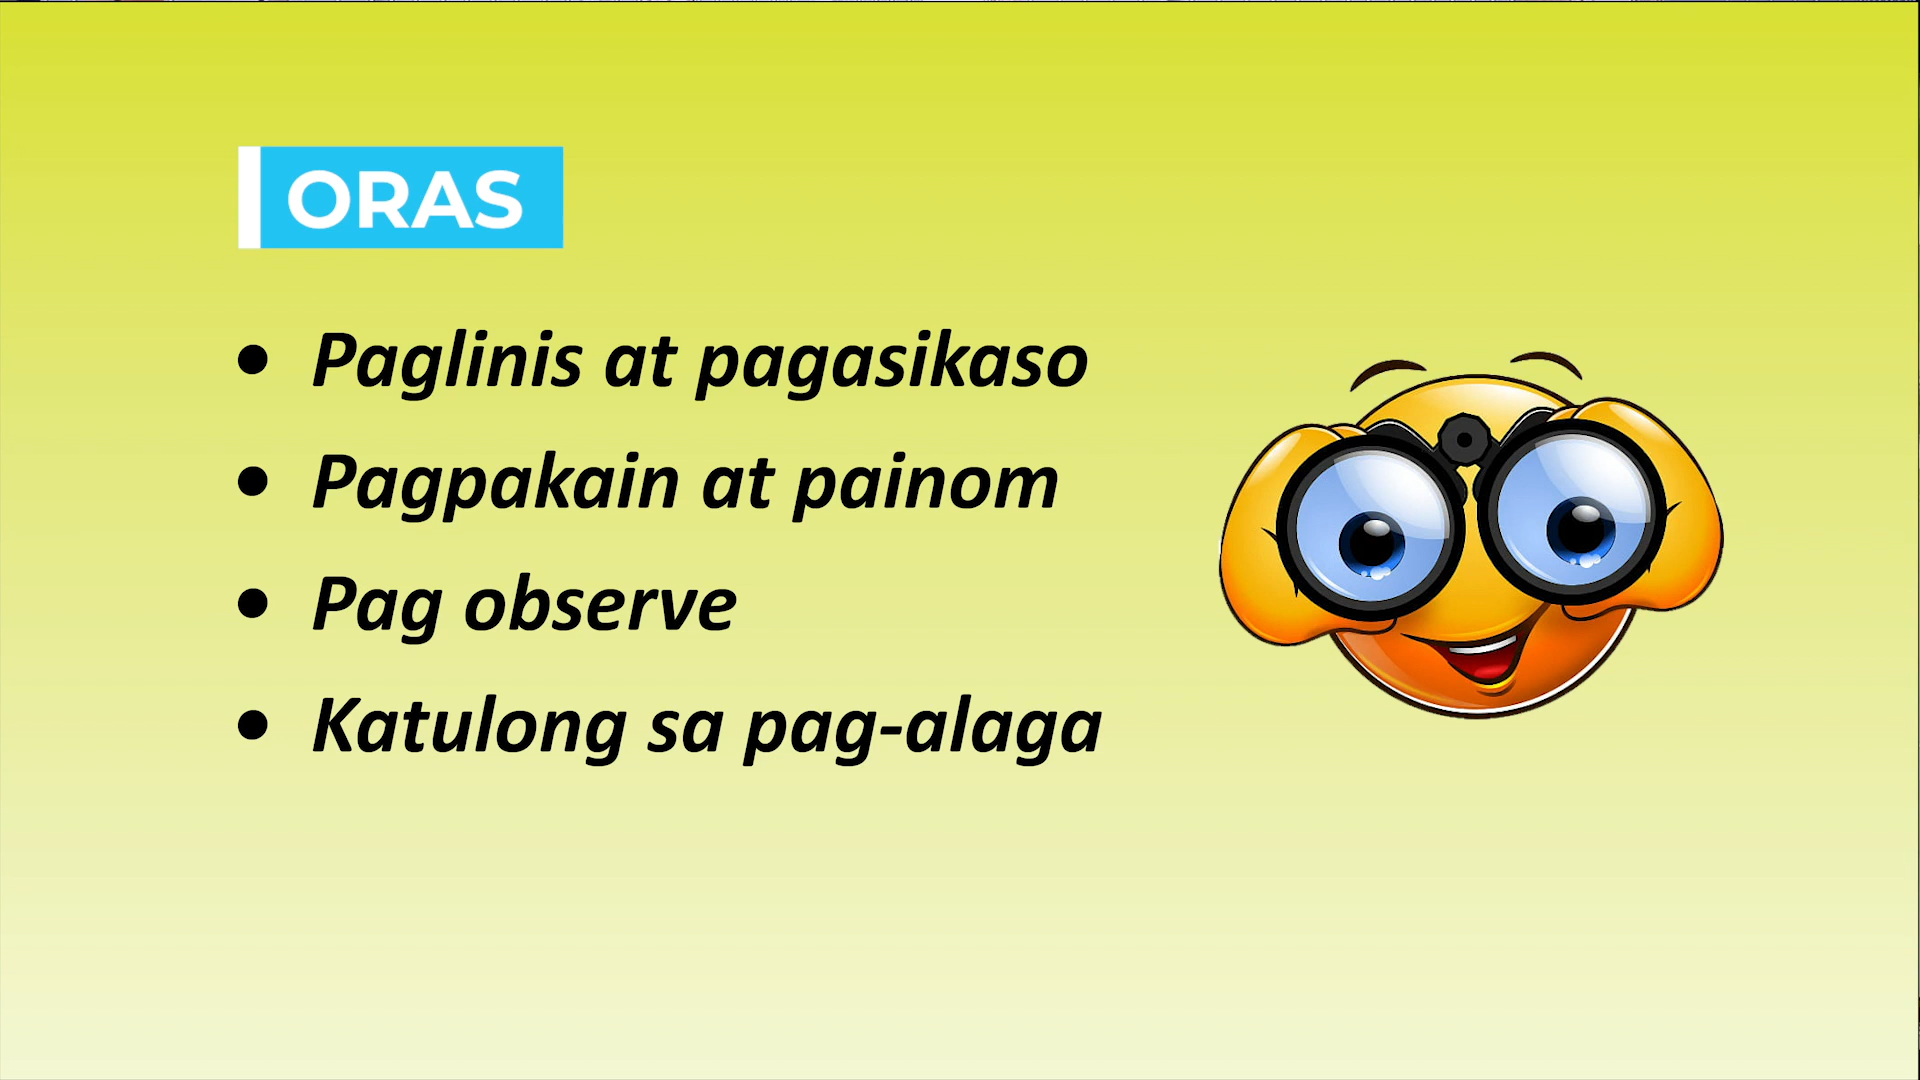 ORAS
• Paglinis at pagasikaso
• Pagpakain at painom
• Pag observe
• Katulong sa pag-alaga